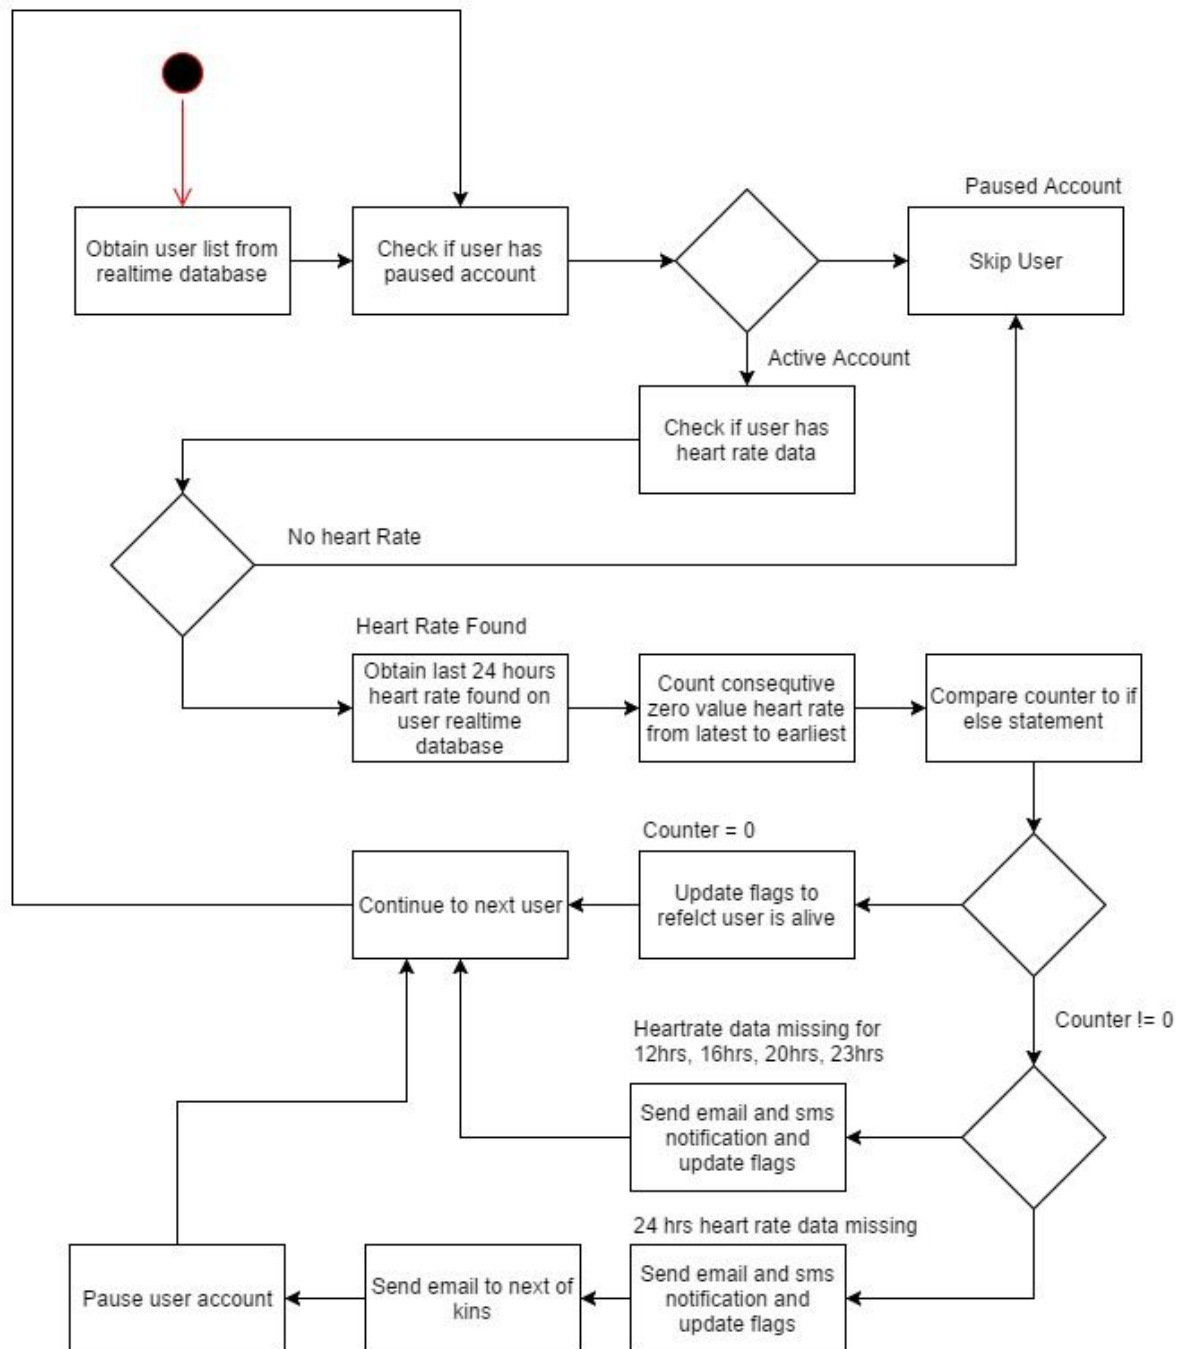 Paused Account
Obtain user list from
realtime database
Check if user has
paused account
Skip User
Active Account
Check if user has
heart rate data
No heart Rate
Heart Rate Found
Obtain last 24 hours
heart rate found on
user realtime
database
Count consequtive
zero value heart rate
from latest to earliest
Compare counter to if
else statement
Counter = 0
Continue to next user
Update flags to
refelct user is alive
Counter != 0
Heartrate data missing for
12hrs, 16hrs, 20hrs, 23hrs
Send email and sms
notification and
update flags
24 hrs heart rate data missing
Pause user account
Send email to next of
kins
Send email and sms
notification and
update flags